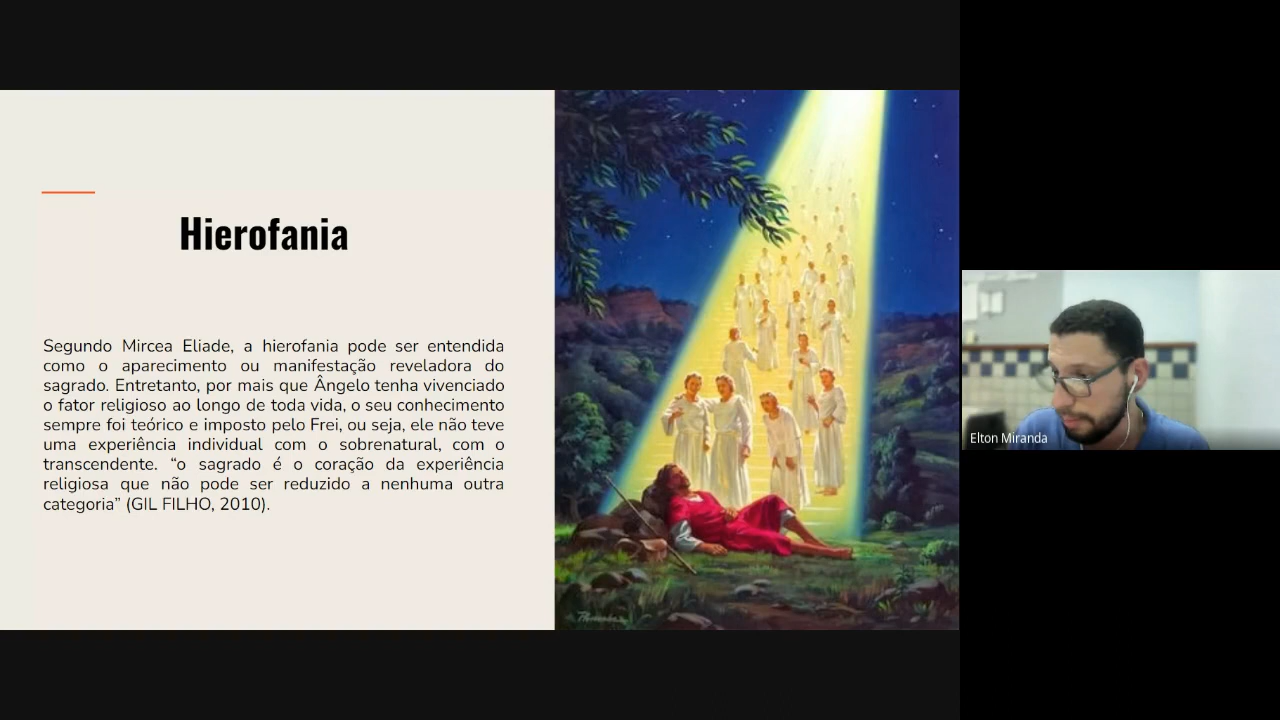 Hierofania
Segundo Mircea Eliade, a hierofania pode ser entendida
como o aparecimento ou manifestação reveladora do
sagrado. Entretanto, por mais que Ângelo tenha vivenciado
o fator religioso ao longo de toda vida, o seu conhecimento
sempre foi teórico e imposto pelo Frei, ou seja, ele não teve
uma experiência individual com o sobrenatural, com o
transcendente. “o sagrado é o coração da experiência
religiosa que não pode ser reduzido a nenhuma outra
categoria” (GIL FILHO, 2010).
Elton Miranda